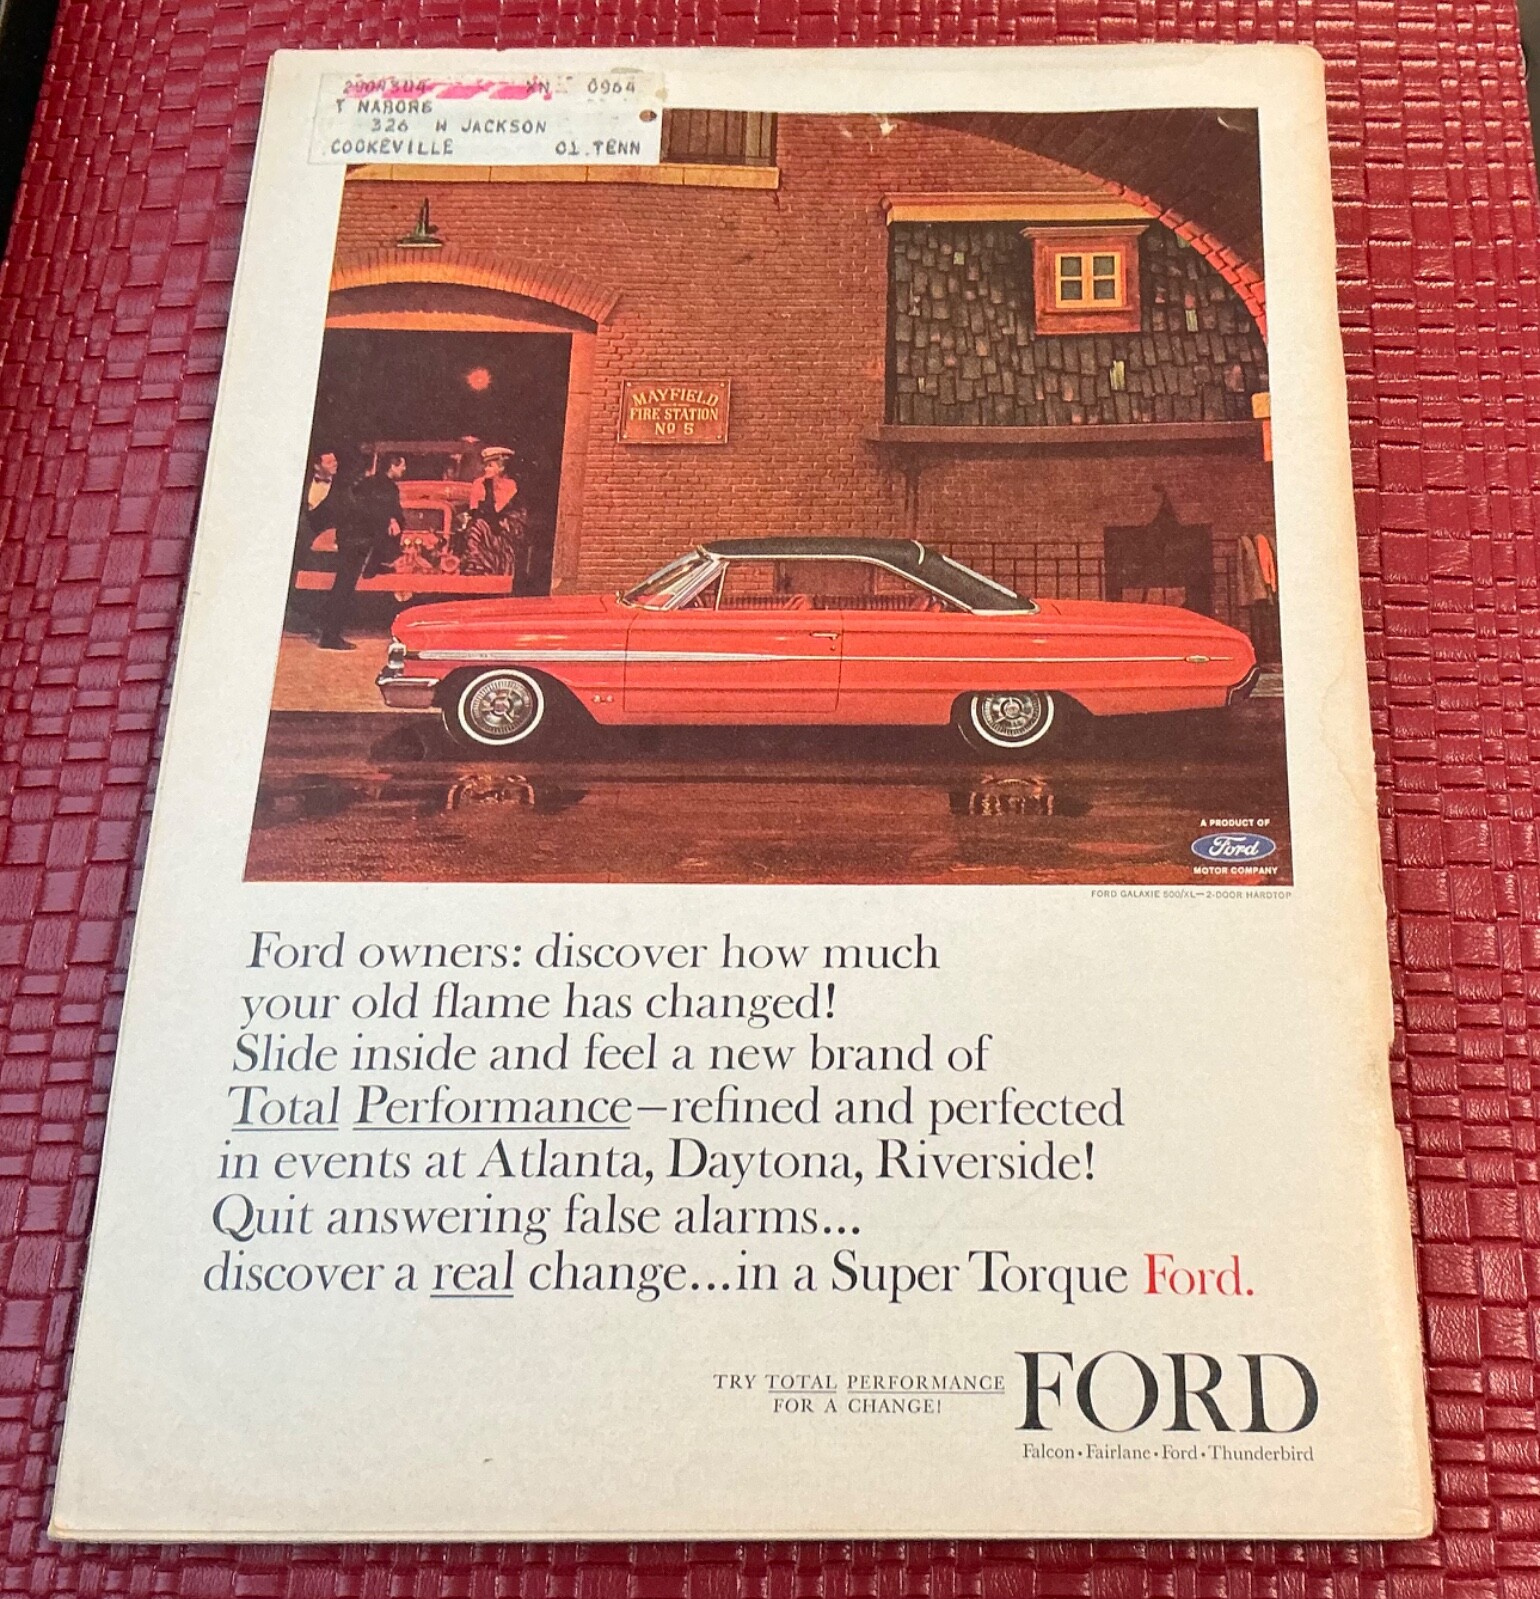 XN 0964
T NABORS
326 W JACKSON
COOKEVILLE 01 TENN
MAYFIELD
FIRE STATION
Nº 5
A PRODUCT OF
Ford
MOTOR COMPANY
FORD GALAXIE 500/XL—2-DOOR HARDTOP
Ford owners: discover how much
your old flame has changed!
Slide inside and feel a new brand of
Total Performance—refined and perfected
in events at Atlanta, Daytona, Riverside!
Quit answering false alarms...
discover a real change...in a Super Torque Ford.
TRY TOTAL PERFORMANCE
FOR A CHANGE!
FORD
Falcon • Fairlane • Ford • Thunderbird